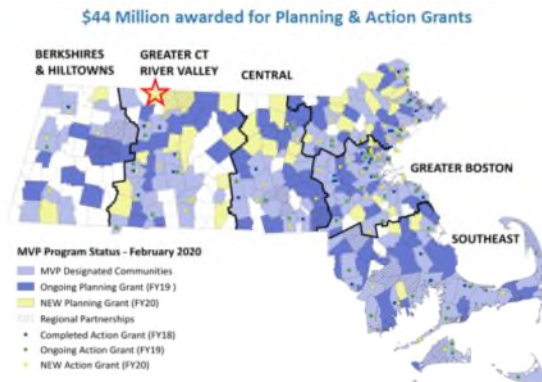 $44 Million awarded for Planning & Action Grants
BERKSHIRES
& HILLTOWNS
GREATER CT
RIVER VALLEY
CENTRAL
GREATER BOSTON
SOUTHEAST
MVP Program Status - February 2020
MVP Designated Communities
Ongoing Planning Grant (FY19 )
NEW Planning Grant (FY20)
Regional Partnerships
Completed Action Grant (FY18)
Ongoing Action Grant (FY19)
NEW Action Grant (FY20)